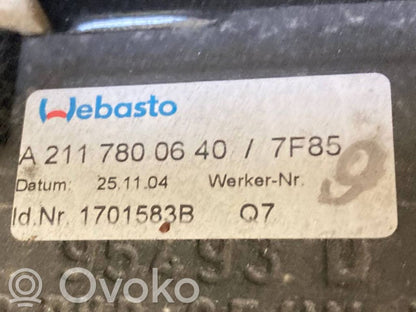 Webasto
A 211 780 06 40 / 7F85
Datum: 25.11.04 Werker-Nr. 9
Id.Nr. 1701583B Q7
OVOKO